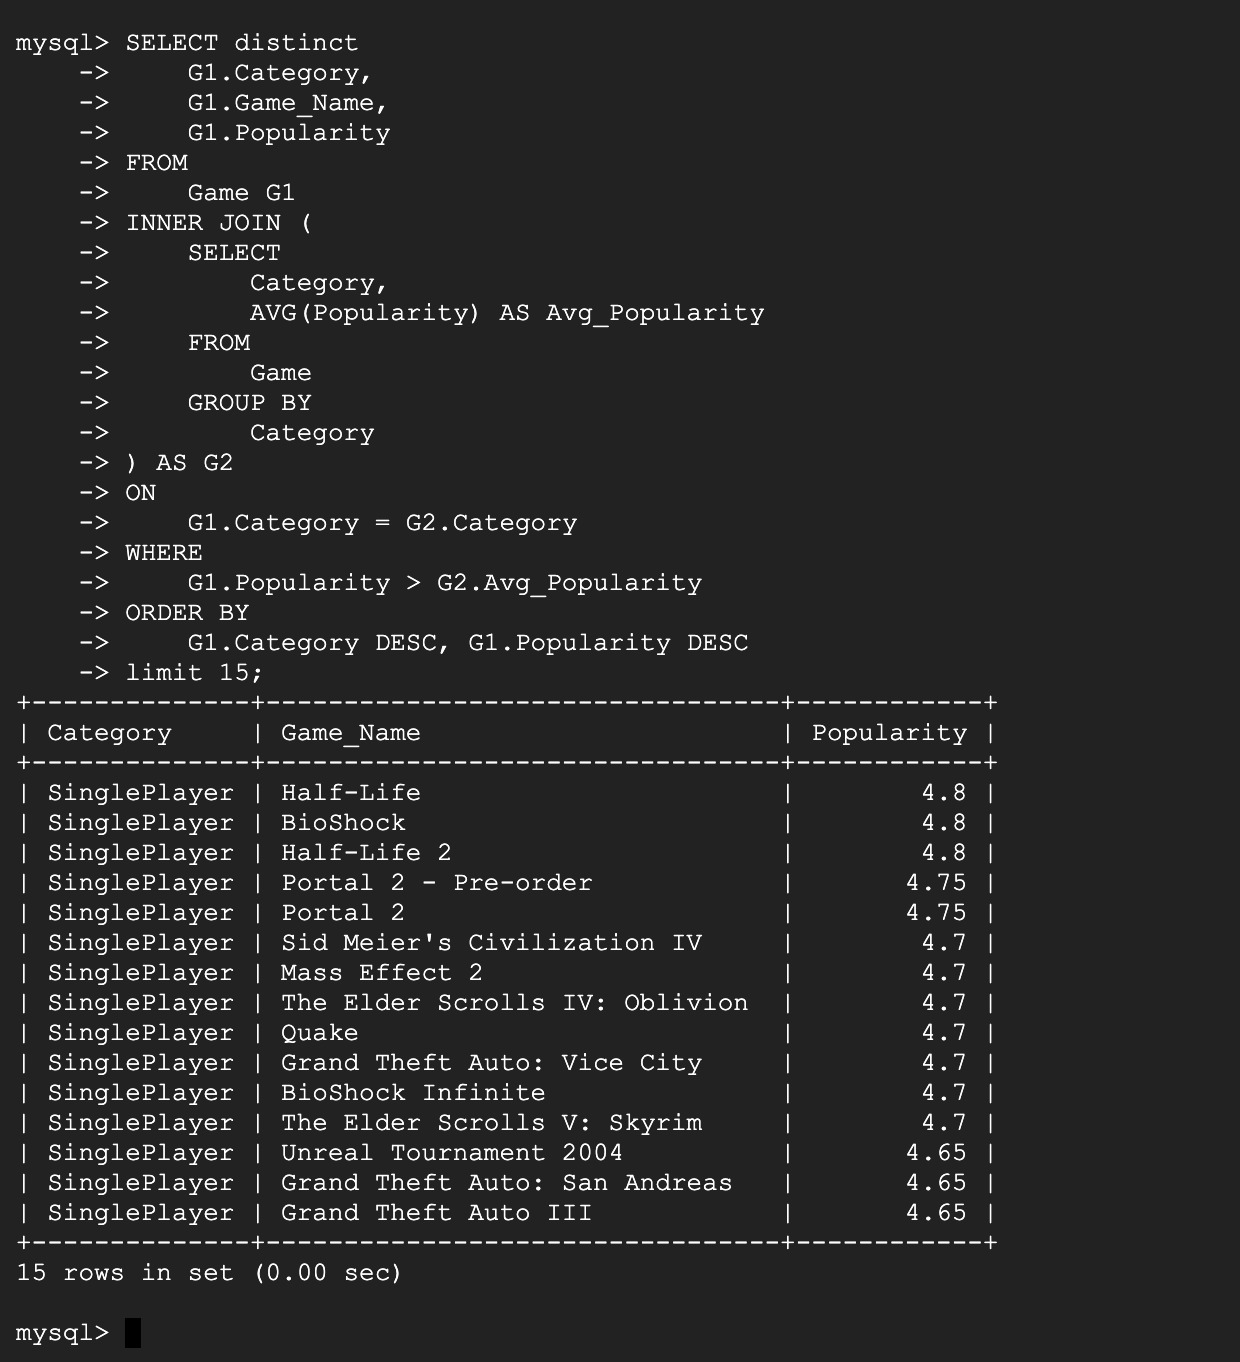 mysql> SELECT distinct
    ->     G1.Category,
    ->     G1.Game_Name,
    ->     G1.Popularity
    -> FROM
    ->     Game G1
    -> INNER JOIN (
    ->     SELECT
    ->         Category,
    ->         AVG(Popularity) AS Avg_Popularity
    ->     FROM
    ->         Game
    ->     GROUP BY
    ->         Category
    -> ) AS G2
    -> ON
    ->     G1.Category = G2.Category
    -> WHERE
    ->     G1.Popularity > G2.Avg_Popularity
    -> ORDER BY
    ->     G1.Category DESC, G1.Popularity DESC
    -> limit 15;
+--------------+---------------------------------+------------+
| Category     | Game_Name                       | Popularity |
+--------------+---------------------------------+------------+
| SinglePlayer | Half-Life                       |        4.8 |
| SinglePlayer | BioShock                        |        4.8 |
| SinglePlayer | Half-Life 2                     |        4.8 |
| SinglePlayer | Portal 2 - Pre-order            |       4.75 |
| SinglePlayer | Portal 2                        |       4.75 |
| SinglePlayer | Sid Meier's Civilization IV     |        4.7 |
| SinglePlayer | Mass Effect 2                   |        4.7 |
| SinglePlayer | The Elder Scrolls IV: Oblivion  |        4.7 |
| SinglePlayer | Quake                           |        4.7 |
| SinglePlayer | Grand Theft Auto: Vice City     |        4.7 |
| SinglePlayer | BioShock Infinite               |        4.7 |
| SinglePlayer | The Elder Scrolls V: Skyrim     |        4.7 |
| SinglePlayer | Unreal Tournament 2004          |       4.65 |
| SinglePlayer | Grand Theft Auto: San Andreas   |       4.65 |
| SinglePlayer | Grand Theft Auto III            |       4.65 |
+--------------+---------------------------------+------------+
15 rows in set (0.00 sec)
mysql>